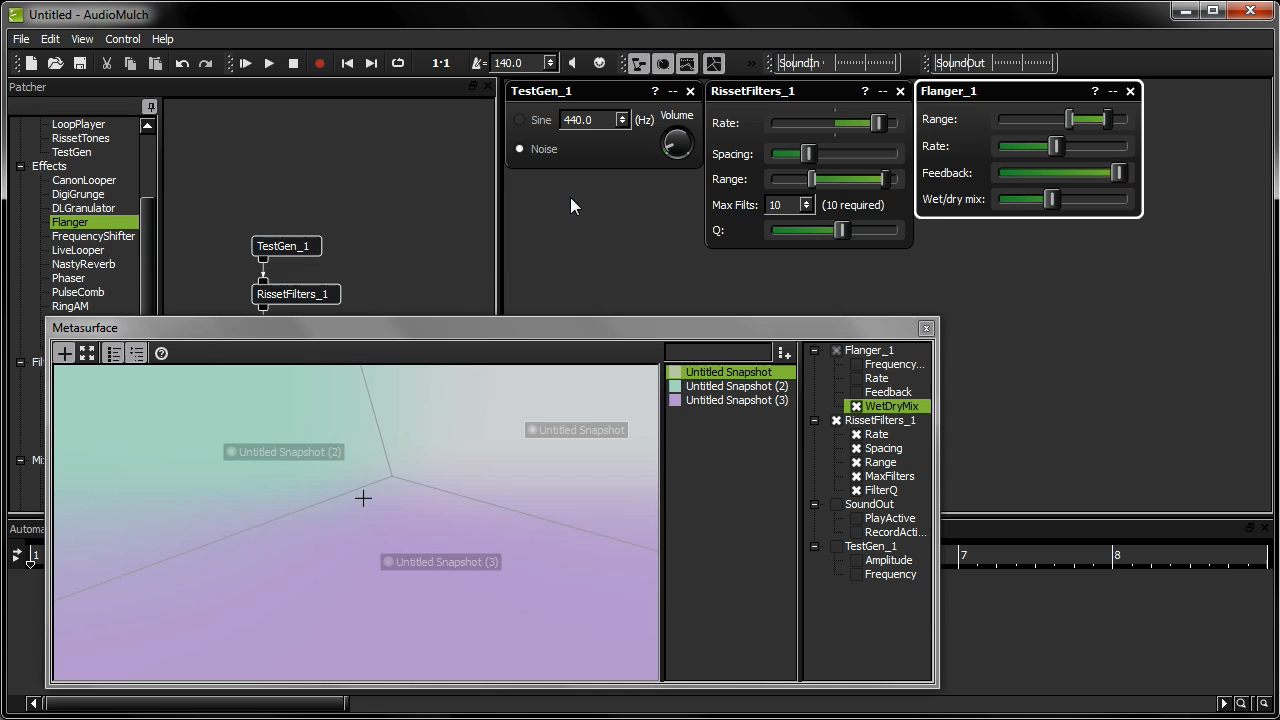 Untitled - AudioMulch
File Edit View Control Help
1·1 140.0 » SoundIn SoundOut
Patcher
LoopPlayer
RissetTones
TestGen
Effects
CanonLooper
DigiGrunge
DLGranulator
Flanger
FrequencyShifter
LiveLooper
NastyReverb
Phaser
PulseComb
RingAM
Fil
Mix
TestGen_1
RissetFilters_1
TestGen_1 ? --
Sine 440.0 (Hz) Volume
Noise
RissetFilters_1 ? --
Rate:
Spacing:
Range:
Max Filts: 10 (10 required)
Q:
Flanger_1 ? --
Range:
Rate:
Feedback:
Wet/dry mix:
Metasurface
Untitled Snapshot
Untitled Snapshot (2)
Untitled Snapshot (3)
Untitled Snapshot
Untitled Snapshot (2)
Untitled Snapshot (3)
Flanger_1
Frequency...
Rate
Feedback
WetDryMix
RissetFilters_1
Rate
Spacing
Range
MaxFilters
FilterQ
SoundOut
PlayActive
RecordActi...
TestGen_1
Amplitude
Frequency
Automa
1 7 8